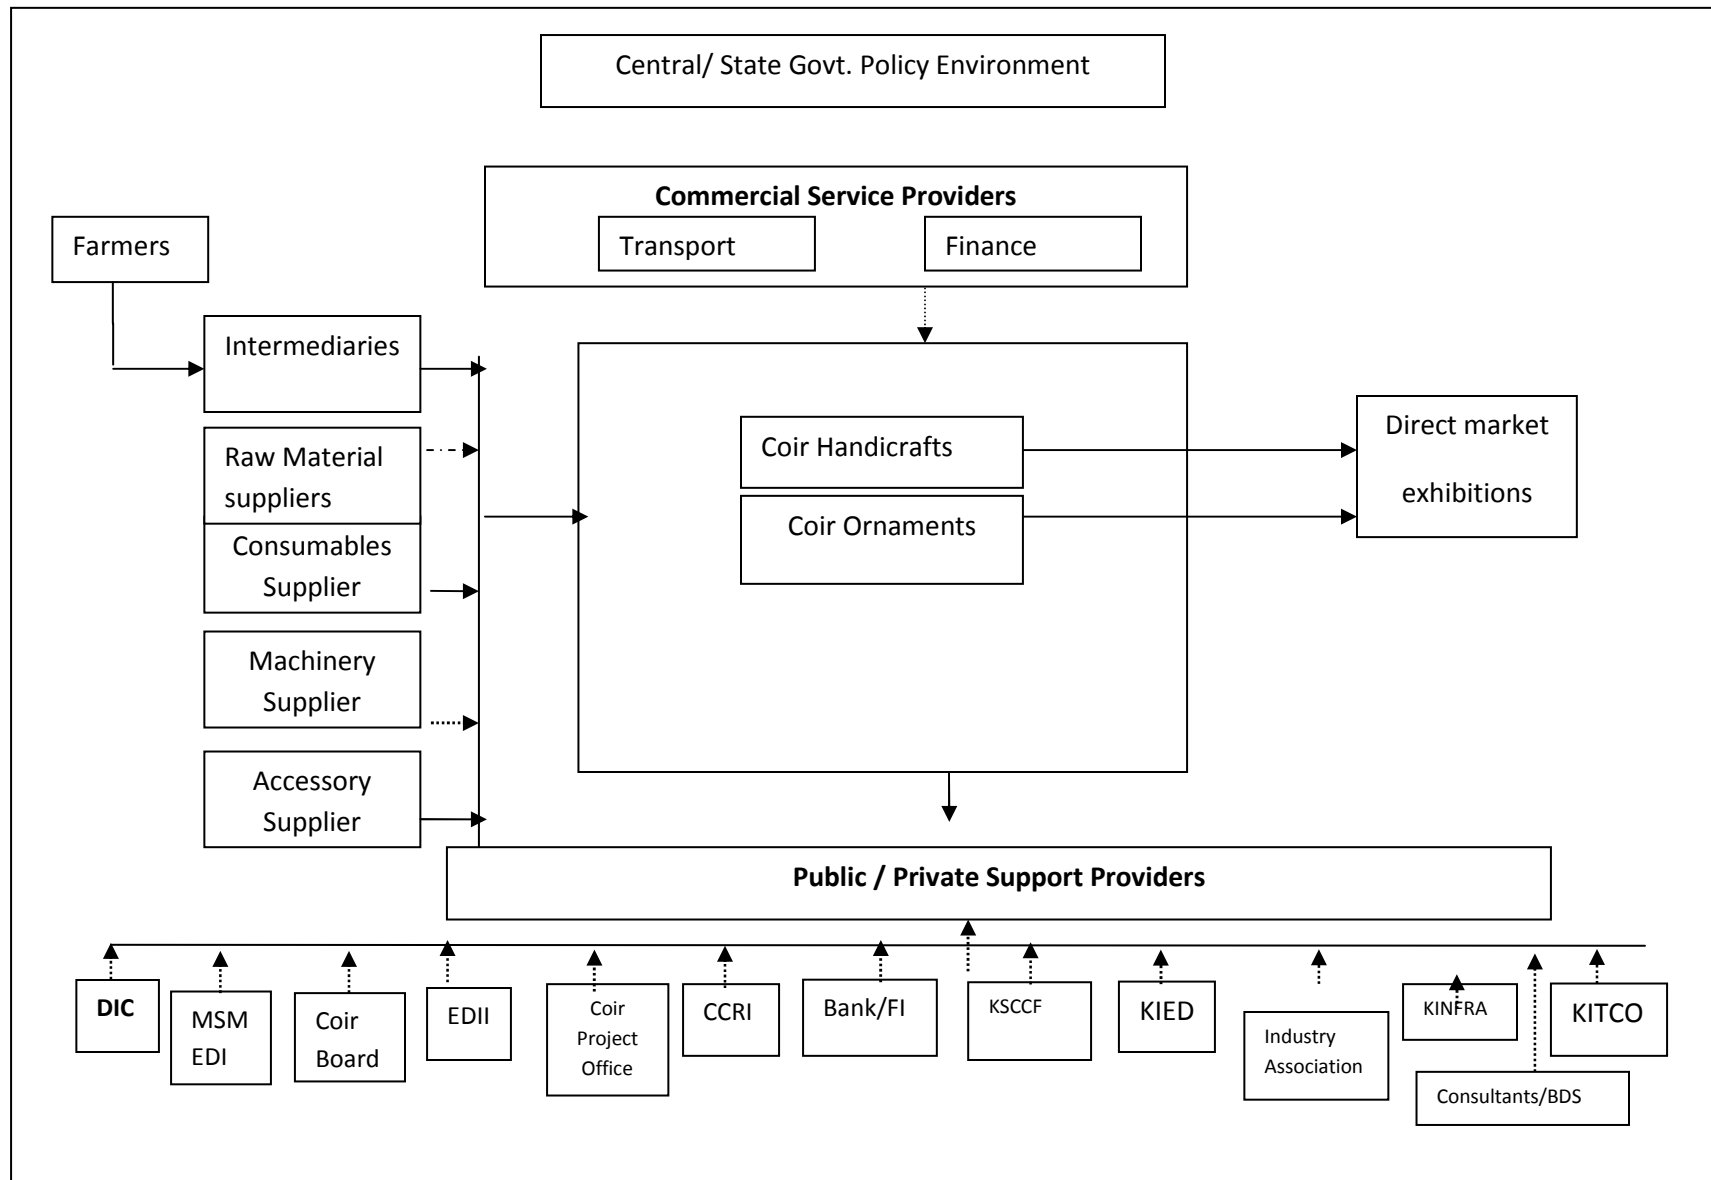 Central/ State Govt. Policy Environment
Commercial Service Providers
Transport
Finance
Farmers
Intermediaries
Raw Material
suppliers
Consumables
Supplier
Machinery
Supplier
Accessory
Supplier
Coir Handicrafts
Coir Ornaments
Direct market
exhibitions
Public / Private Support Providers
DIC
MSM
EDI
Coir
Board
EDII
Coir
Project
Office
CCRI
Bank/FI
KSCCF
KIED
Industry
Association
KINFRA
Consultants/BDS
KITCO